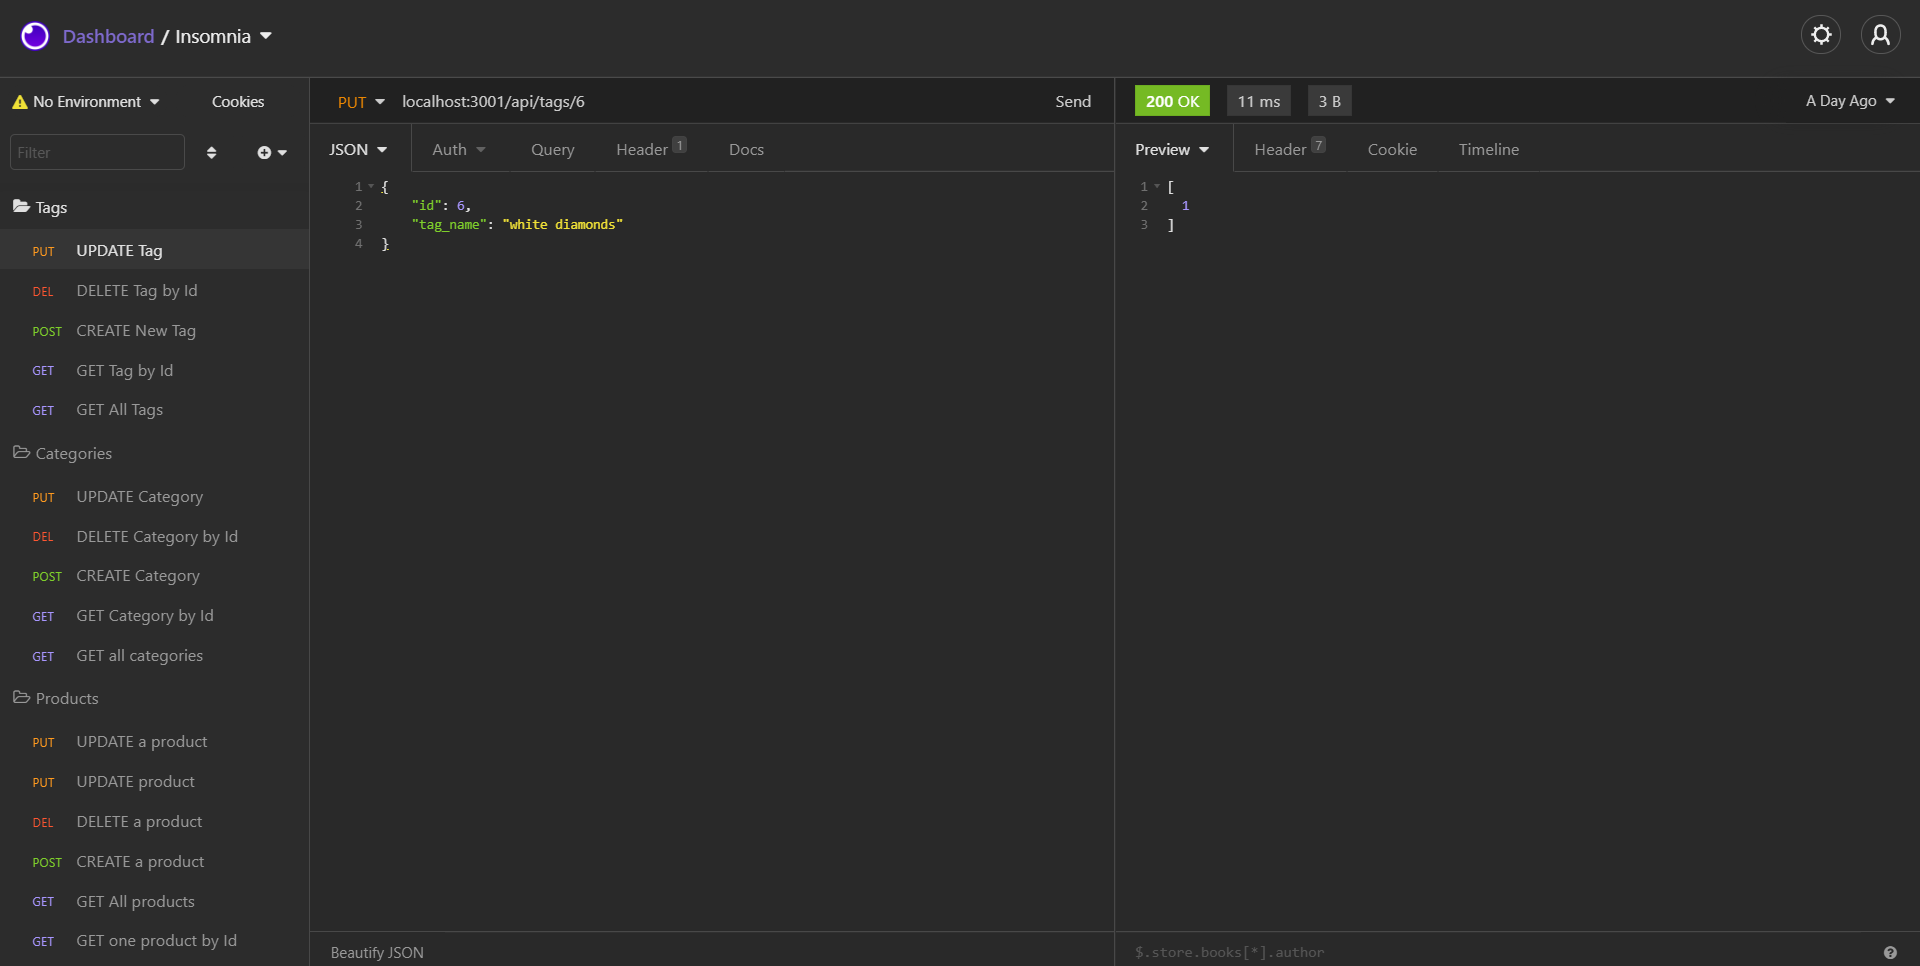 Dashboard / Insomnia
No Environment
Cookies
Filter
Tags
PUT UPDATE Tag
DEL DELETE Tag by Id
POST CREATE New Tag
GET GET Tag by Id
GET GET All Tags
Categories
PUT UPDATE Category
DEL DELETE Category by Id
POST CREATE Category
GET GET Category by Id
GET GET all categories
Products
PUT UPDATE a product
PUT UPDATE product
DEL DELETE a product
POST CREATE a product
GET GET All products
GET GET one product by Id
PUT localhost:3001/api/tags/6 Send
JSON Auth Query Header 1 Docs
1 {
2 "id": 6,
3 "tag_name": "white diamonds"
4 }
Beautify JSON
200 OK 11 ms 3 B A Day Ago
Preview Header 7 Cookie Timeline
1 [
2 1
3 ]
$.store.books[*].author